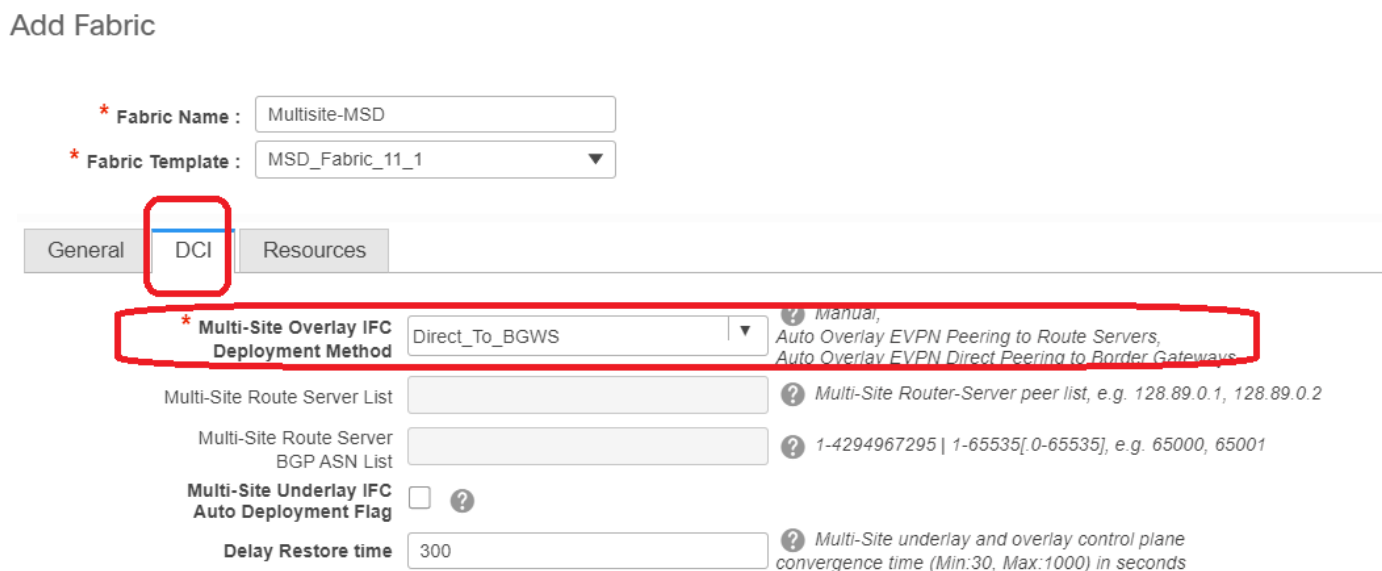 Add Fabric
* Fabric Name : Multisite-MSD
* Fabric Template : MSD_Fabric_11_1
General DCI Resources
* Multi-Site Overlay IFC Deployment Method Direct_To_BGWS ? Manual,
Auto Overlay EVPN Peering to Route Servers,
Auto Overlay EVPN Direct Peering to Border Gateways
Multi-Site Route Server List ? Multi-Site Router-Server peer list, e.g. 128.89.0.1, 128.89.0.2
Multi-Site Route Server
BGP ASN List ? 1-4294967295 | 1-65535[.0-65535], e.g. 65000, 65001
Multi-Site Underlay IFC
Auto Deployment Flag ?
Delay Restore time 300 ? Multi-Site underlay and overlay control plane
convergence time (Min:30, Max:1000) in seconds